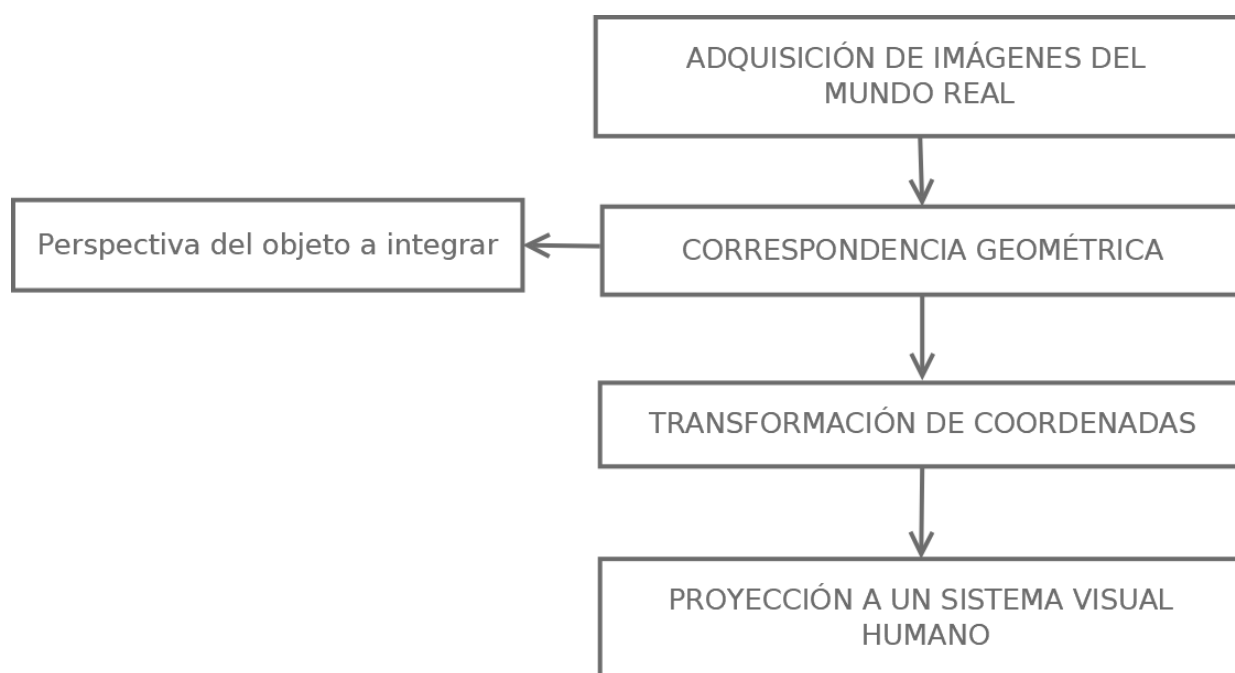 ADQUISICIÓN DE IMÁGENES DEL
MUNDO REAL
Perspectiva del objeto a integrar
CORRESPONDENCIA GEOMÉTRICA
TRANSFORMACIÓN DE COORDENADAS
PROYECCIÓN A UN SISTEMA VISUAL
HUMANO